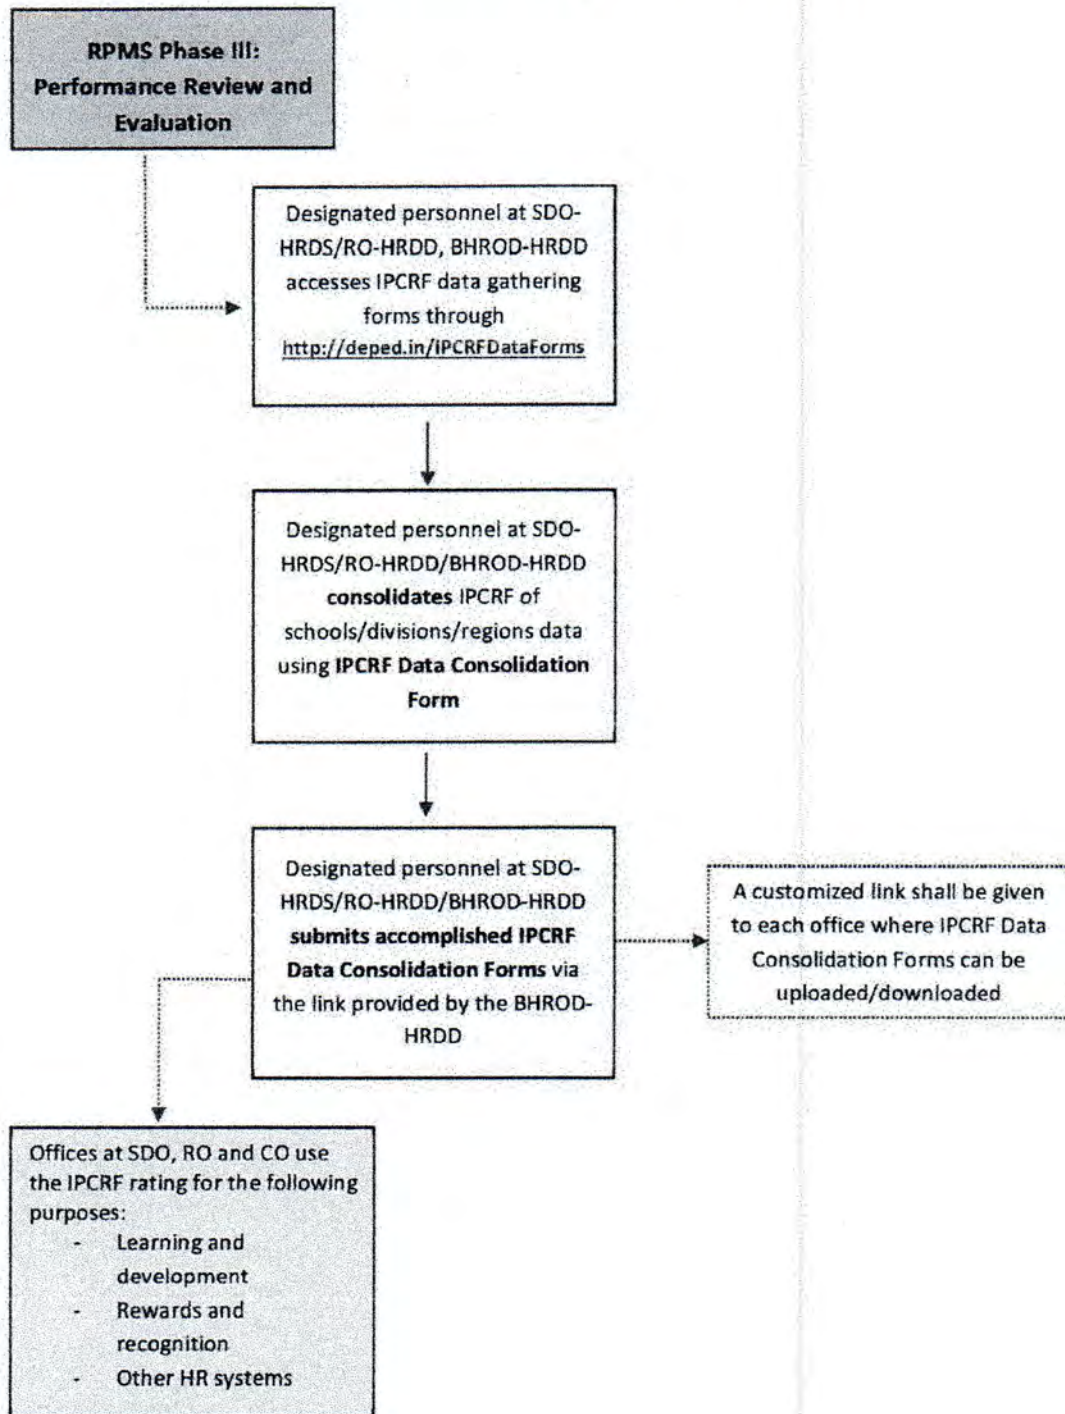 RPMS Phase III:
Performance Review and
Evaluation
Designated personnel at SDO-
HRDS/RO-HRDD, BHROD-HRDD
accesses IPCRF data gathering
forms through
http://deped.in/IPCRFDataForms
Designated personnel at SDO-
HRDS/RO-HRDD/BHROD-HRDD
consolidates IPCRF of
schools/divisions/regions data
using IPCRF Data Consolidation
Form
Designated personnel at SDO-
HRDS/RO-HRDD/BHROD-HRDD
submits accomplished IPCRF
Data Consolidation Forms via
the link provided by the BHROD-
HRDD
A customized link shall be given
to each office where IPCRF Data
Consolidation Forms can be
uploaded/downloaded
Offices at SDO, RO and CO use
the IPCRF rating for the following
purposes:
- Learning and
development
- Rewards and
recognition
- Other HR systems